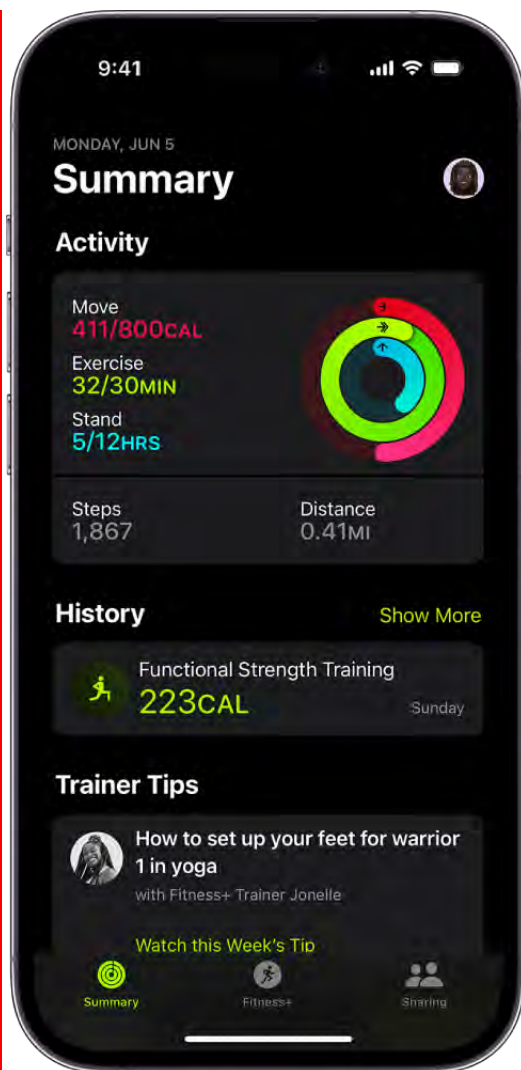 9:41
MONDAY, JUN 5
Summary
Activity
Move
411/800CAL
Exercise
32/30MIN
Stand
5/12HRS
Steps
1,867
Distance
0.41MI
History
Show More
Functional Strength Training
223CAL
Sunday
Trainer Tips
How to set up your feet for warrior
1 in yoga
with Fitness+ Trainer Jonelle
Watch this Week's Tip
Summary
Fitness+
Sharing